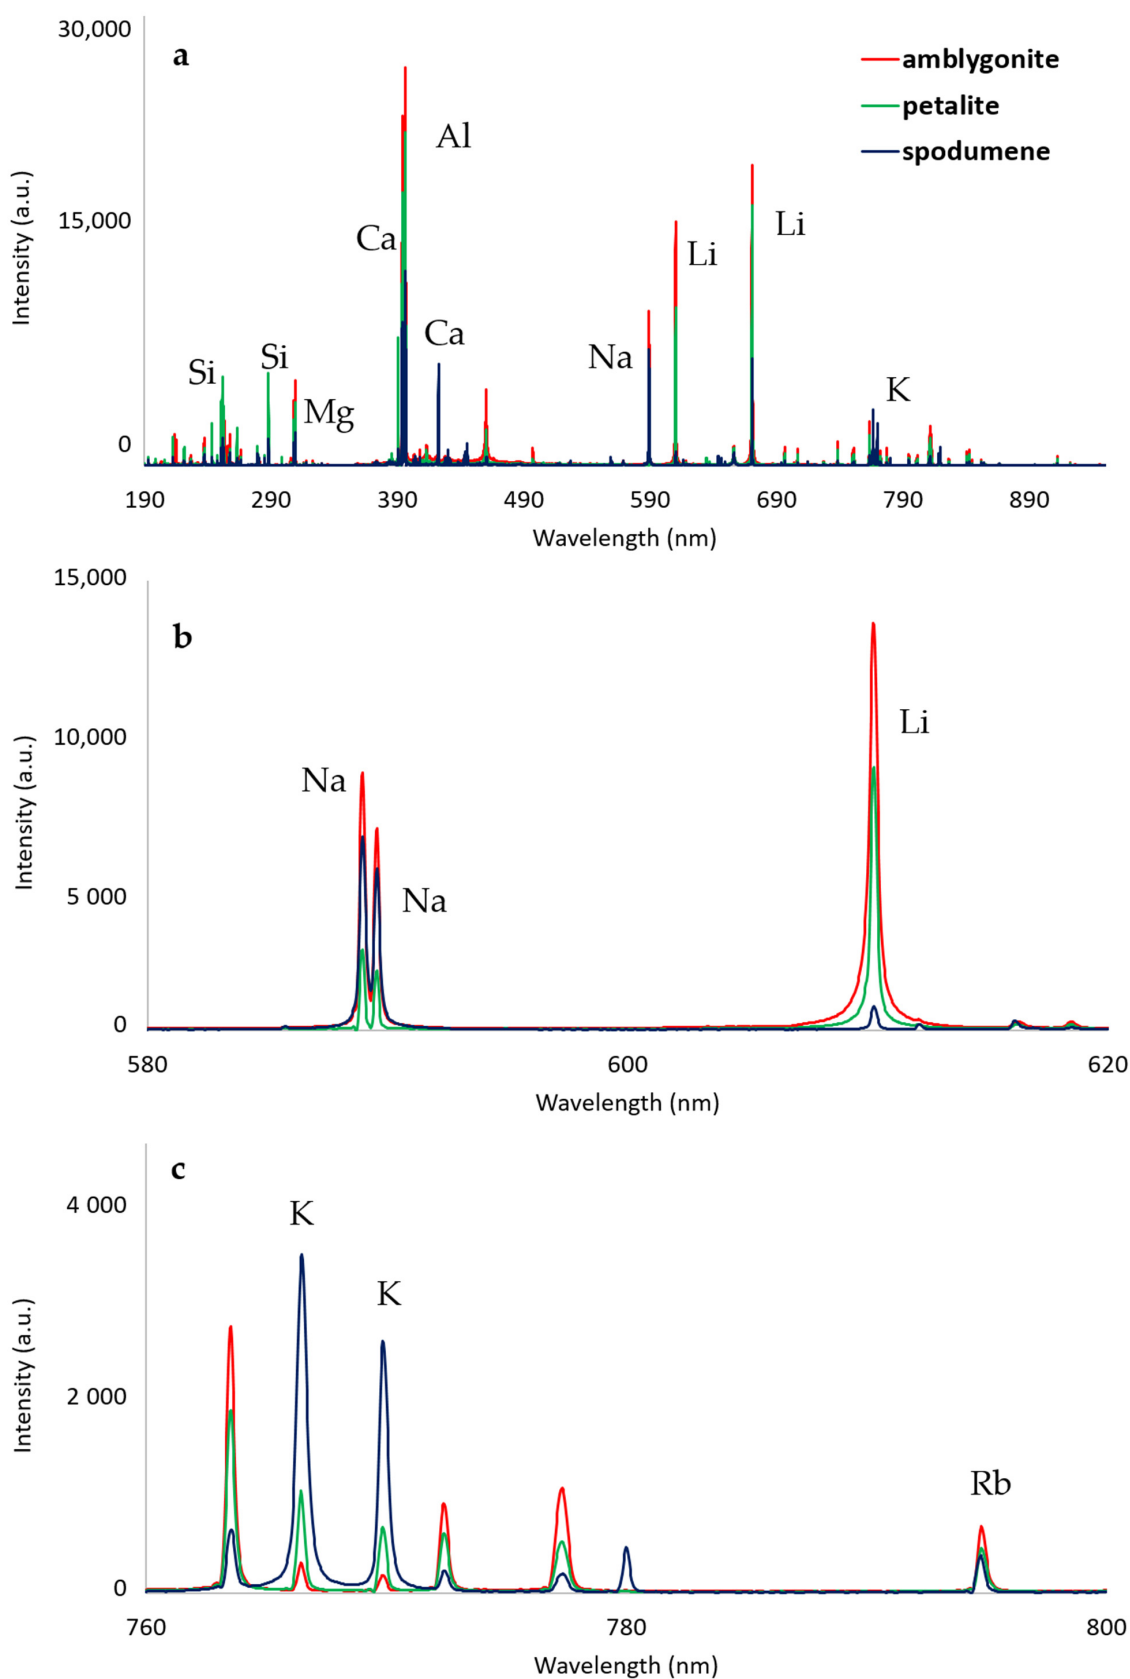 30,000
a
amblygonite
petalite
Al
spodumene
Intensity (a.u.)
15,000
Ca
Li
Li
Ca
Si
Si
Na
K
Mg
0
190 290 390 490 590 690 790 890
Wavelength (nm)
15,000
b
Li
10,000
Na
Intensity (a.u.)
5 000
Na
0
580 600 620
Wavelength (nm)
c
4 000
K
K
Intensity (a.u.)
2 000
Rb
0
760 780 800
Wavelength (nm)